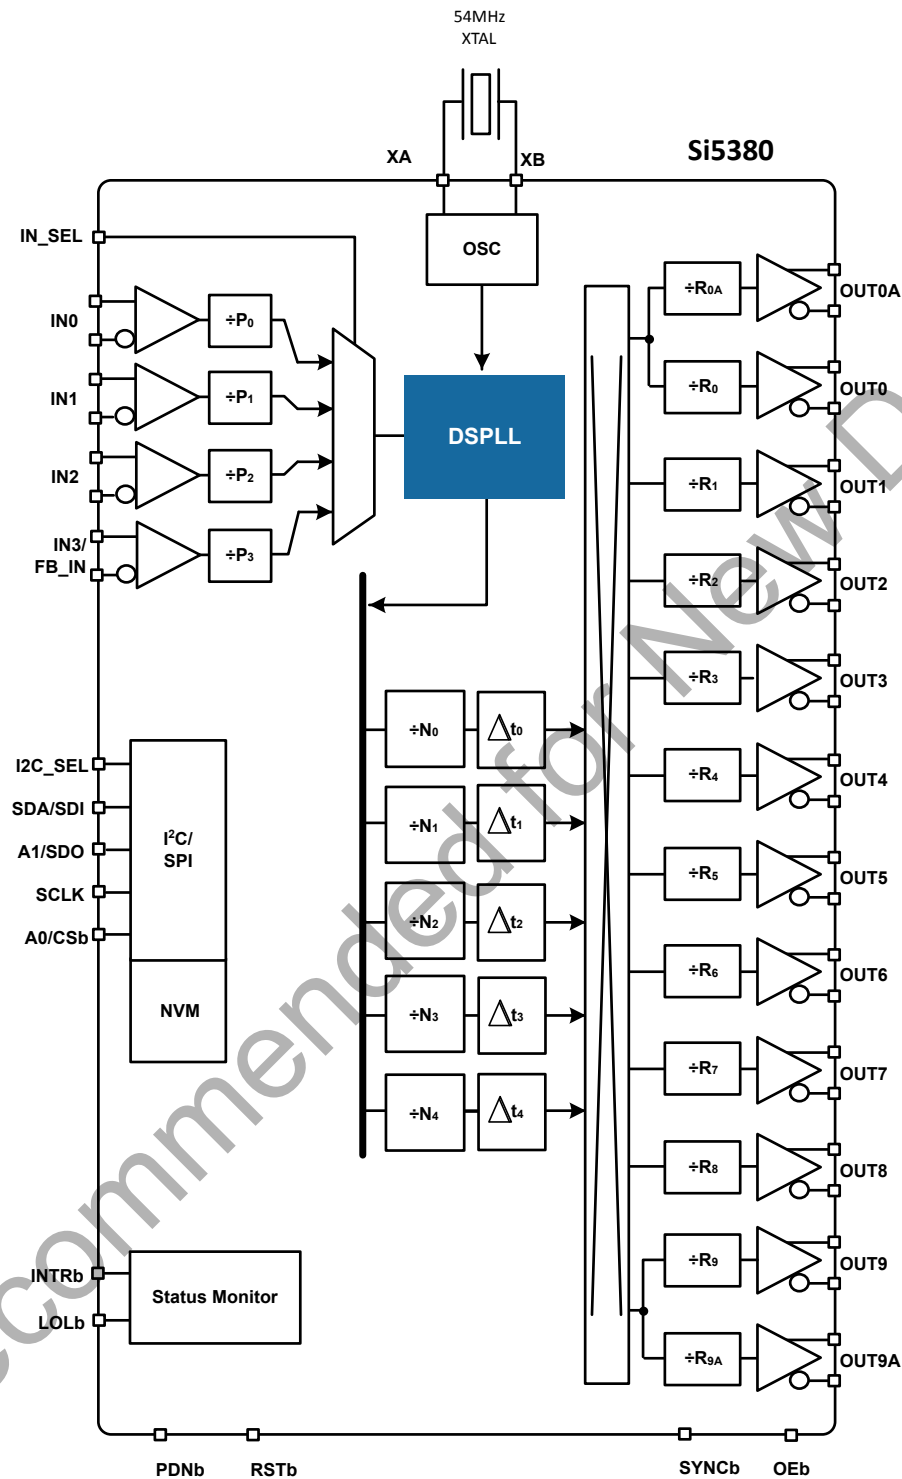 54MHz
XTAL
XA
XB
Si5380
IN_SEL
OSC
IN0
÷P0
IN1
÷P1
IN2
÷P2
IN3/
FB_IN
÷P3
DSPLL
÷R0A
OUT0A
÷R0
OUT0
÷R1
OUT1
÷R2
OUT2
÷R3
OUT3
÷R4
OUT4
÷R5
OUT5
÷R6
OUT6
÷R7
OUT7
÷R8
OUT8
÷R9
OUT9
÷R9A
OUT9A
÷N0
Δt0
÷N1
Δt1
÷N2
Δt2
÷N3
Δt3
÷N4
Δt4
I2C_SEL
SDA/SDI
A1/SDO
SCLK
A0/CSb
I²C/
SPI
NVM
INTRb
LOLb
Status Monitor
PDNb
RSTb
SYNCb
OEb
ecommended for New D